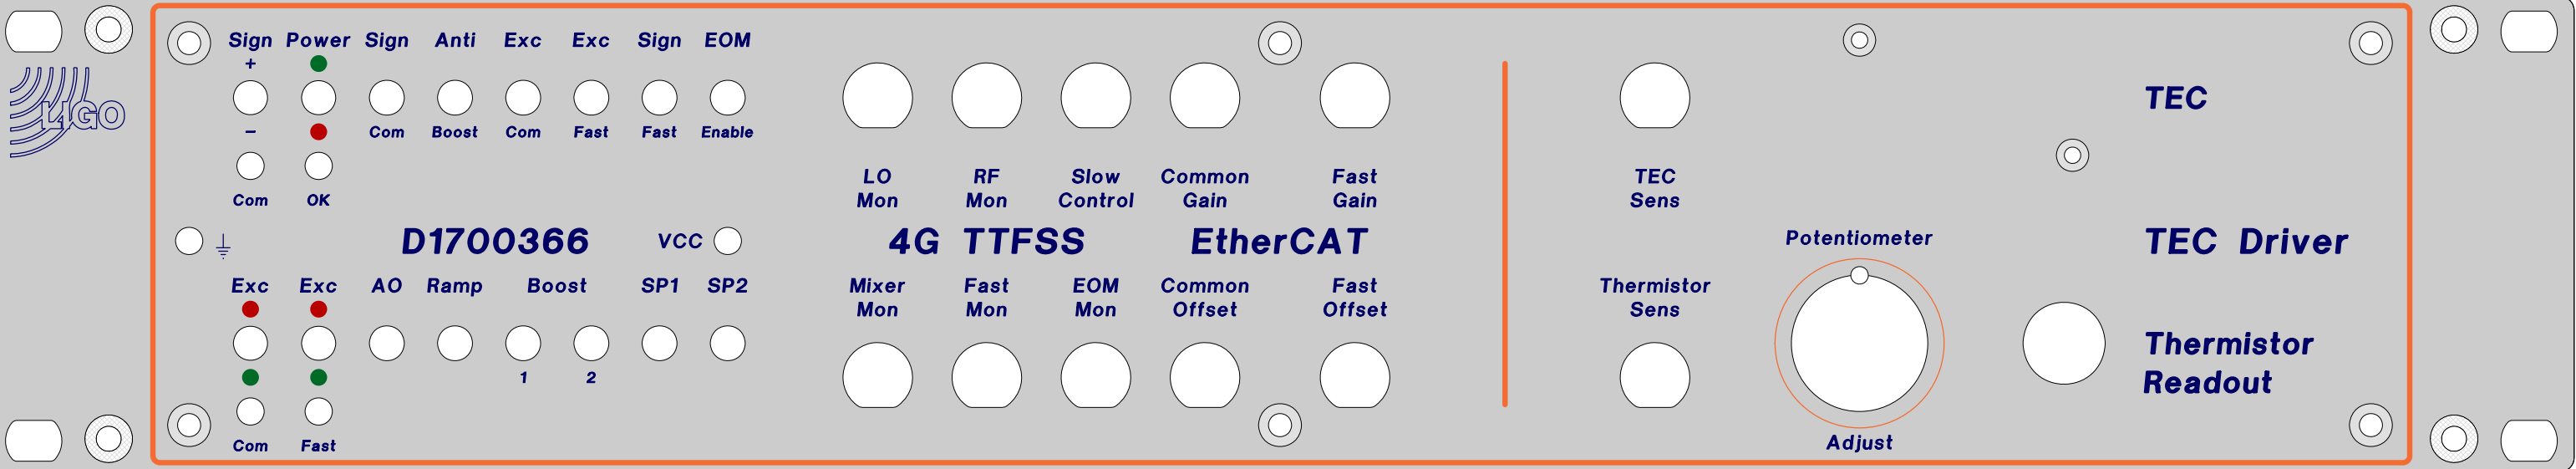 LIGO
Sign Power Sign Anti Exc Exc Sign EOM
+
−
Com Boost Com Fast Fast Enable
Com OK
LO Mon
RF Mon
Slow Control
Common Gain
Fast Gain
TEC Sens
TEC
D1700366
VCC
4G TTFSS
EtherCAT
Potentiometer
TEC Driver
Exc Exc AO Ramp Boost SP1 SP2
1 2
Com Fast
Mixer Mon
Fast Mon
EOM Mon
Common Offset
Fast Offset
Thermistor Sens
Adjust
Thermistor
Readout